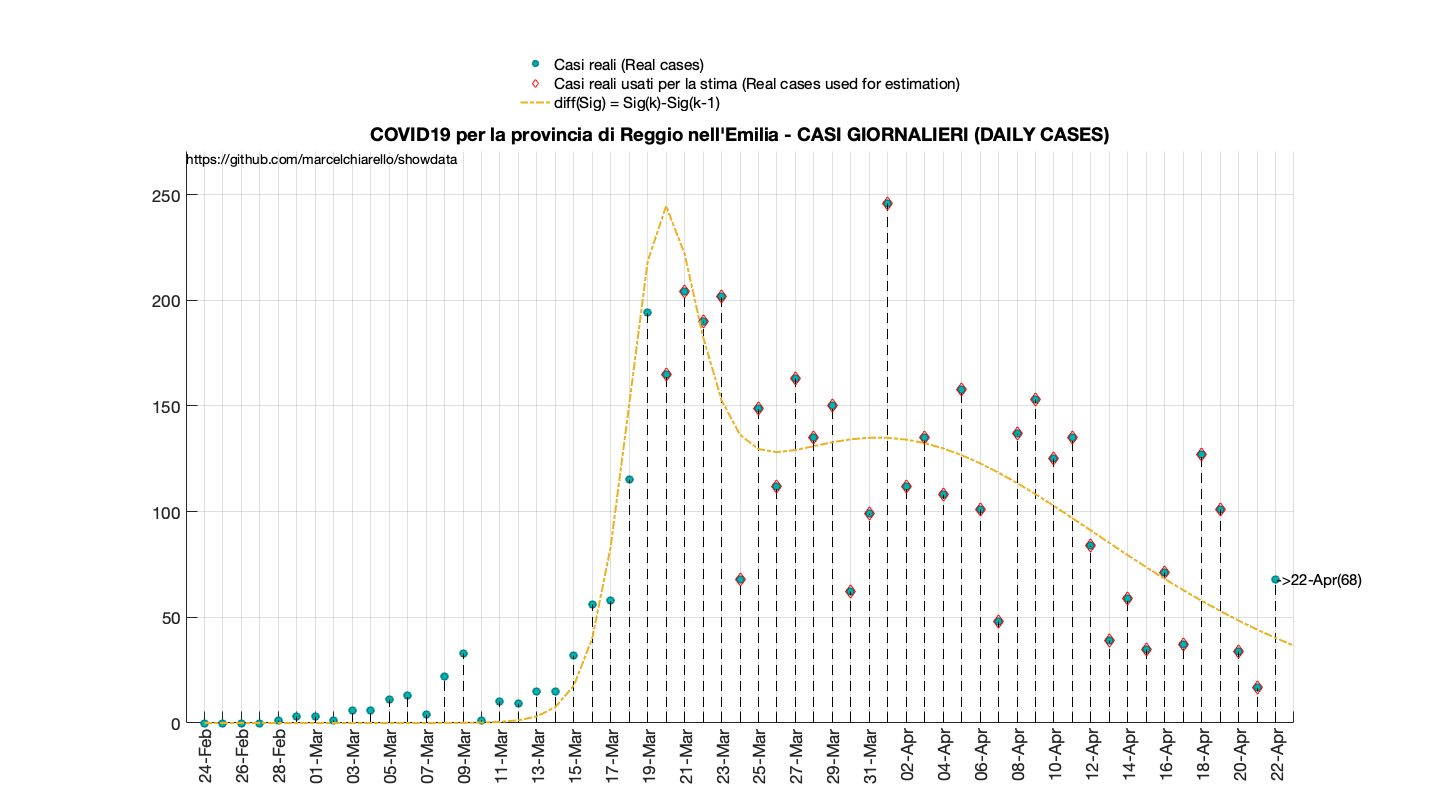 Casi reali (Real cases)
Casi reali usati per la stima (Real cases used for estimation)
diff(Sig) = Sig(k)-Sig(k-1)
COVID19 per la provincia di Reggio nell'Emilia - CASI GIORNALIERI (DAILY CASES)
https://github.com/marcelchiarello/showdata
250
200
150
100
50
0
->22-Apr(68)
24-Feb
26-Feb
28-Feb
01-Mar
03-Mar
05-Mar
07-Mar
09-Mar
11-Mar
13-Mar
15-Mar
17-Mar
19-Mar
21-Mar
23-Mar
25-Mar
27-Mar
29-Mar
31-Mar
02-Apr
04-Apr
06-Apr
08-Apr
10-Apr
12-Apr
14-Apr
16-Apr
18-Apr
20-Apr
22-Apr